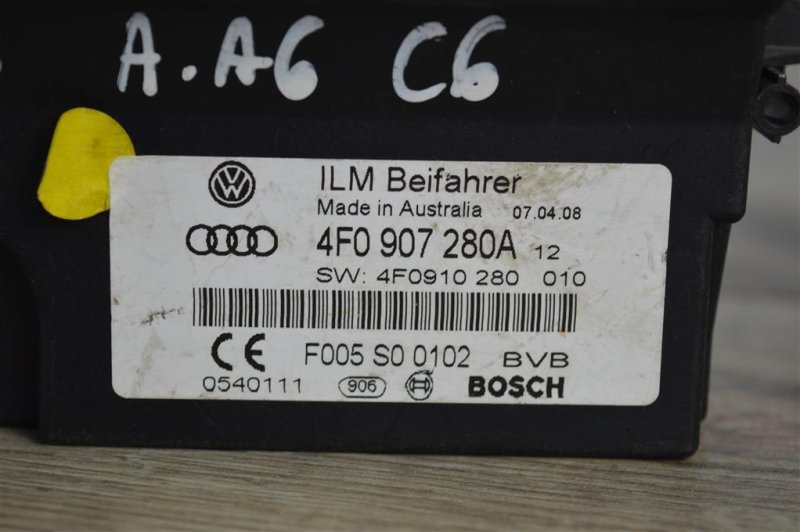 A.A6 C6
ILM Beifahrer
Made in Australia 07.04.08
4F0 907 280A 12
SW: 4F0910 280 010
CE F005 S0 0102 BVB
0540111 906 BOSCH